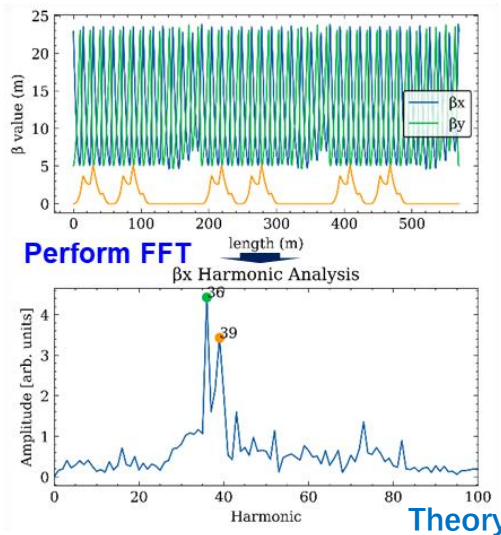 25
20
15
10
5
0
β value (m)
βx
βy
0 100 200 300 400 500
length (m)
Perform FFT
βx Harmonic Analysis
36
39
4
3
2
1
0
Amplitude [arb. units]
0 20 40 60 80 100
Harmonic
Theory